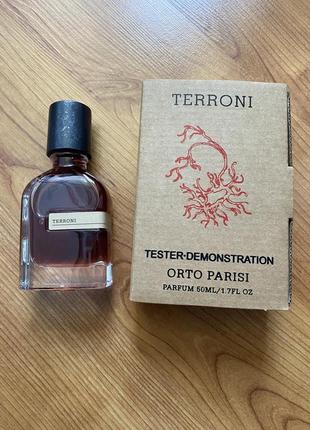 TERRONI
TERRONI
TESTER-DEMONSTRATION
ORTO PARISI
PARFUM 50ML/1.7FL OZ